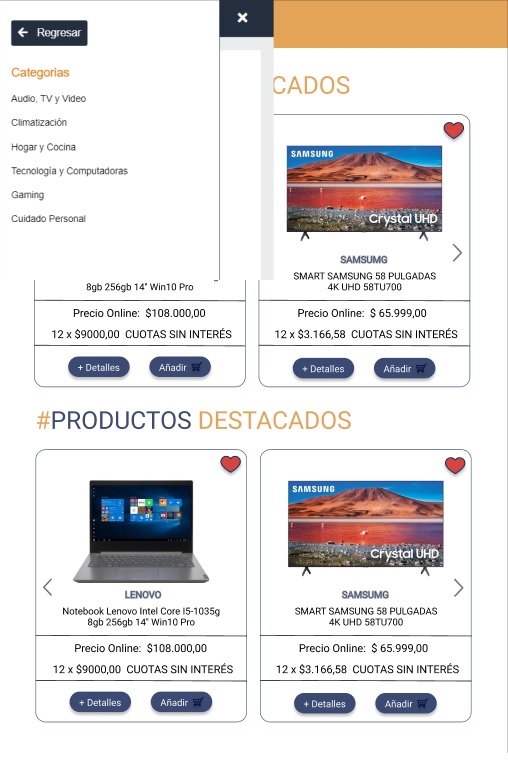 Regresar
Categorias
Audio, TV y Video
Climatización
Hogar y Cocina
Tecnología y Computadoras
Gaming
Cuidado Personal
CADOS
SAMSUNG
Crystal UHD
SAMSUMG
SMART SAMSUNG 58 PULGADAS
4K UHD 58TU700
8gb 256gb 14" Win10 Pro
Precio Online: $108.000,00
12 x $9000,00 CUOTAS SIN INTERÉS
+ Detalles
Añadir
Precio Online: $ 65.999,00
12 x $3.166,58 CUOTAS SIN INTERÉS
+ Detalles
Añadir
#PRODUCTOS DESTACADOS
LENOVO
Notebook Lenovo Intel Core I5-1035g
8gb 256gb 14" Win10 Pro
Precio Online: $108.000,00
12 x $9000,00 CUOTAS SIN INTERÉS
+ Detalles
Añadir
SAMSUNG
Crystal UHD
SAMSUMG
SMART SAMSUNG 58 PULGADAS
4K UHD 58TU700
Precio Online: $ 65.999,00
12 x $3.166,58 CUOTAS SIN INTERÉS
+ Detalles
Añadir